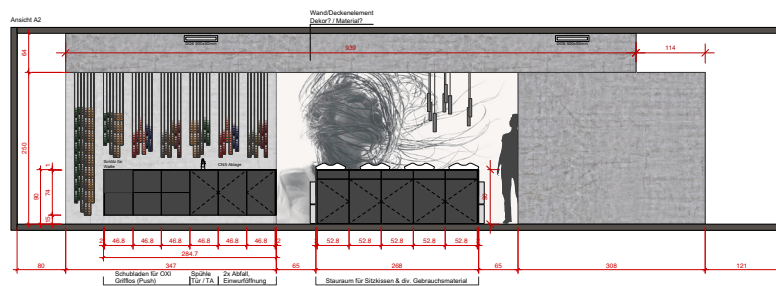 Ansicht A2
Wand/Deckenelement
Dekor? / Material?
939
114
64
250
Schütte für
Watte
CNS Ablage
1
74
90
15
90
2
46.8
46.8
46.8
46.8
46.8
46.8
2
52.8
52.8
52.8
52.8
52.8
284.7
80
347
65
268
65
308
121
Schubladen für OXI
Grifflos (Push)
Spühle
Tür / TA
2x Abfall,
Einwurföffnung
Stauraum für Sitzkissen & div. Gebrauchsmaterial